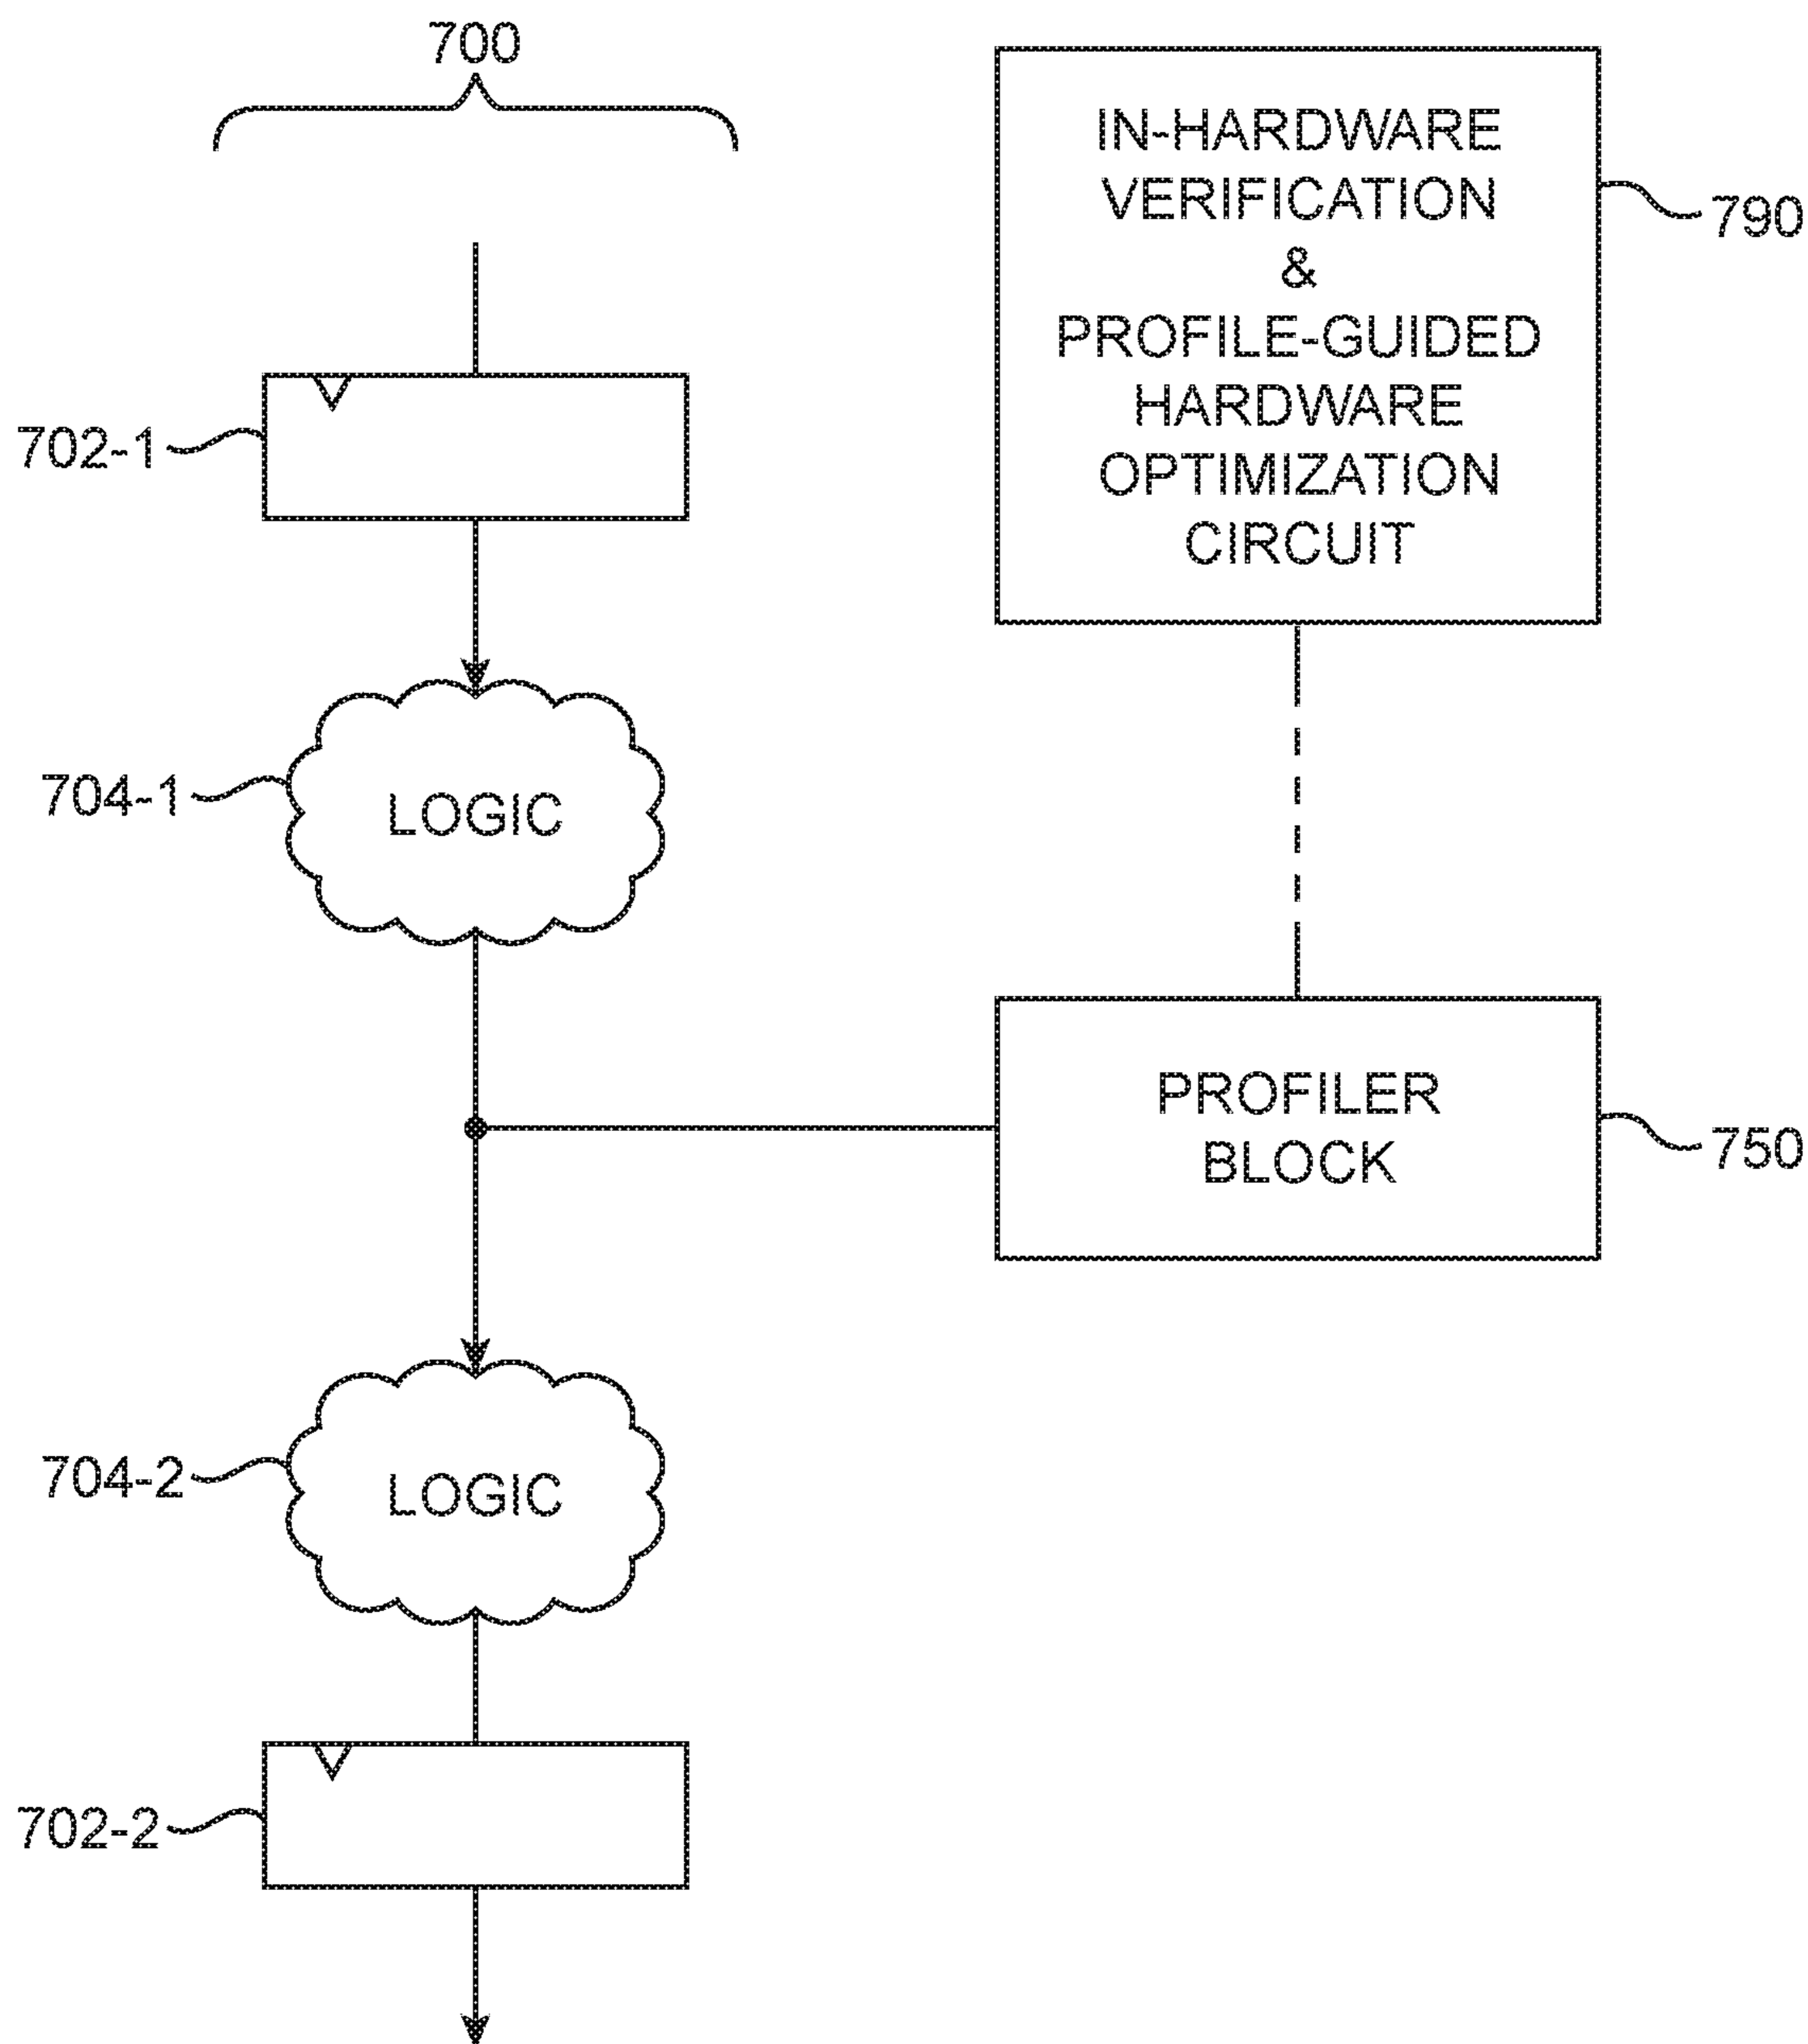 700
IN-HARDWARE
VERIFICATION
&
PROFILE-GUIDED
HARDWARE
OPTIMIZATION
CIRCUIT
790
702-1
704-1
LOGIC
PROFILER
BLOCK
750
704-2
LOGIC
702-2